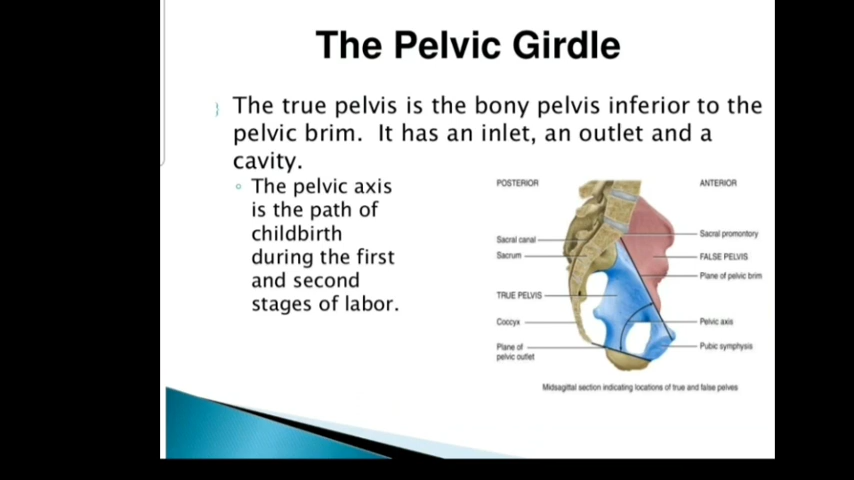 The Pelvic Girdle
The true pelvis is the bony pelvis inferior to the
pelvic brim. It has an inlet, an outlet and a
cavity.
The pelvic axis
is the path of
childbirth
during the first
and second
stages of labor.
POSTERIOR
ANTERIOR
Sacral canal
Sacrum
TRUE PELVIS
Coccyx
Plane of
pelvic outlet
Sacral promontory
FALSE PELVIS
Plane of pelvic brim
Pelvic axis
Pubic symphysis
Midsagittal section indicating locations of true and false pelves